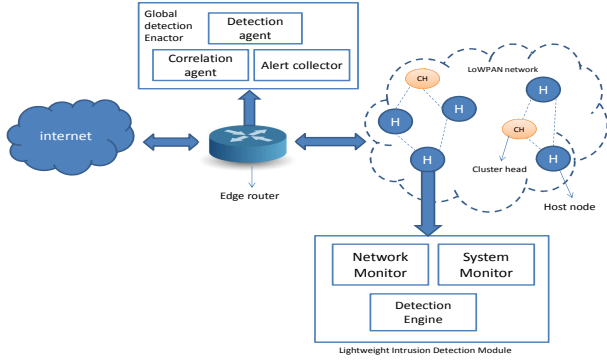 Global
detection
Enactor
Detection
agent
Correlation
agent
Alert collector
LoWPAN network
CH
H
H
H
H
CH
H
internet
Cluster head
Edge router
Host node
Network
Monitor
System
Monitor
Detection
Engine
Lightweight Intrusion Detection Module